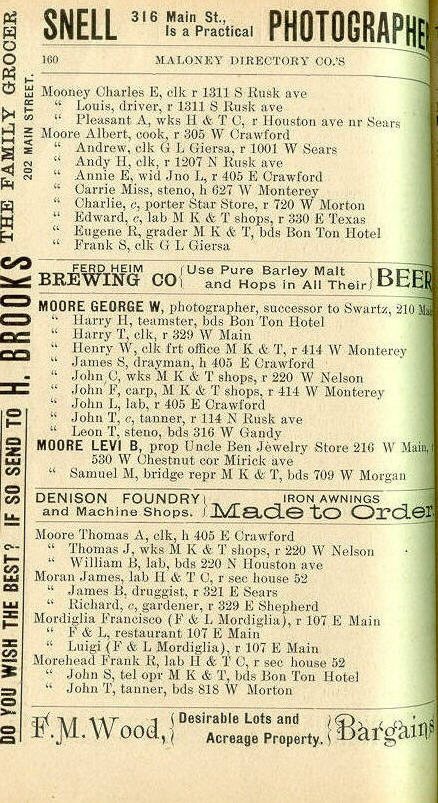 SNELL 316 Main St., Is a Practical PHOTOGRAPHE
160 MALONEY DIRECTORY CO.'S
Mooney Charles E, clk r 1311 S Rusk ave
“ Louis, driver, r 1311 S Rusk ave
“ Pleasant A, wks H & T C, r Houston ave nr Sears
Moore Albert, cook, r 305 W Crawford
“ Andrew, clk G L Giersa, r 1001 W Sears
“ Andy H, clk, r 1207 N Rusk ave
“ Annie E, wid Jno L, r 405 E Crawford
“ Carrie Miss, steno, h 627 W Monterey
“ Charlie, c, porter Star Store, r 720 W Morton
“ Edward, c, lab M K & T shops, r 330 E Texas
“ Eugene R, grader M K & T, bds Bon Ton Hotel
“ Frank S, clk G L Giersa
FERD HEIM BREWING CO { Use Pure Barley Malt and Hops in All Their } BEER
MOORE GEORGE W, photographer, successor to Swartz, 210 Mai
“ Harry H, teamster, bds Bon Ton Hotel
“ Harry T, clk, r 329 W Main
“ Henry W, clk frt office M K & T, r 414 W Monterey
“ James S, drayman, h 405 E Crawford
“ John C, wks M K & T shops, r 220 W Nelson
“ John F, carp, M K & T shops, r 414 W Monterey
“ John L, lab, r 405 E Crawford
“ John T, c, tanner, r 114 N Rusk ave
“ Leon T, steno, bds 316 W Gandy
MOORE LEVI B, prop Uncle Ben Jewelry Store 216 W Main,
530 W Chestnut cor Mirick ave
“ Samuel M, bridge repr M K & T, bds 709 W Morgan
DENISON FOUNDRY and Machine Shops. } IRON AWNINGS Made to Order
Moore Thomas A, clk, h 405 E Crawford
“ Thomas J, wks M K & T shops, r 220 W Nelson
“ William B, lab, bds 220 N Houston ave
Moran James, lab H & T C, r sec house 52
“ James B, druggist, r 321 E Sears
“ Richard, c, gardener, r 329 E Shepherd
Mordiglia Francisco (F & L Mordiglia), r 107 E Main
“ F & L, restaurant 107 E Main
“ Luigi (F & L Mordiglia), r 107 E Main
Morehead Frank R, lab H & T C, r sec house 52
“ John S, tel opr M K & T, bds Bon Ton Hotel
“ John T, tanner, bds 818 W Morton
F. M. Wood, { Desirable Lots and Acreage Property. } Bargains
DO YOU WISH THE BEST? IF SO SEND TO H. BROOKS THE FAMILY GROCER
202 MAIN STREET.